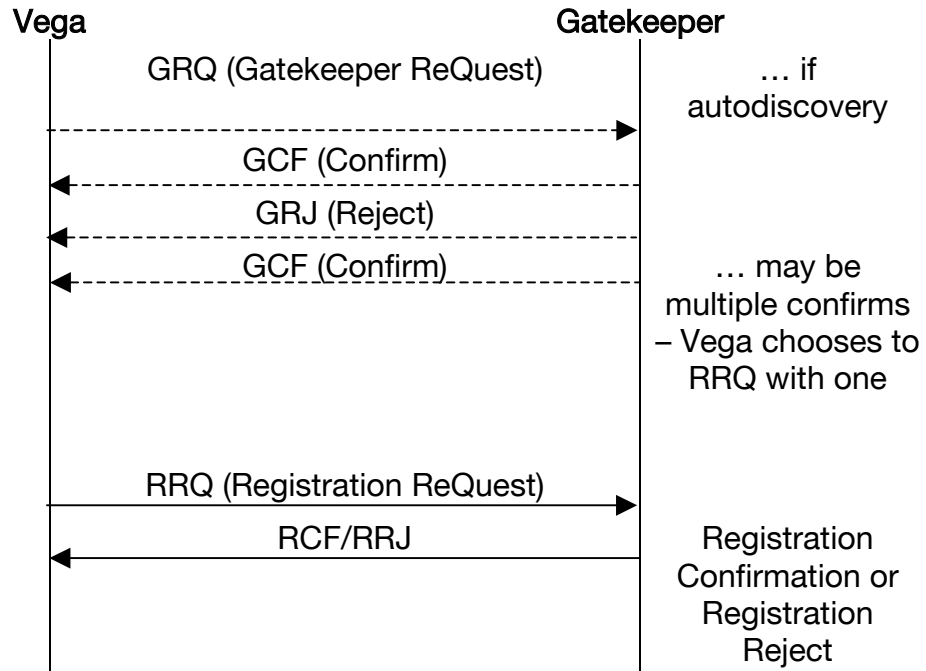 Vega
Gatekeeper
GRQ (Gatekeeper ReQuest)
… if
autodiscovery
GCF (Confirm)
GRJ (Reject)
GCF (Confirm)
… may be
multiple confirms
– Vega chooses to
RRQ with one
RRQ (Registration ReQuest)
RCF/RRJ
Registration
Confirmation or
Registration
Reject